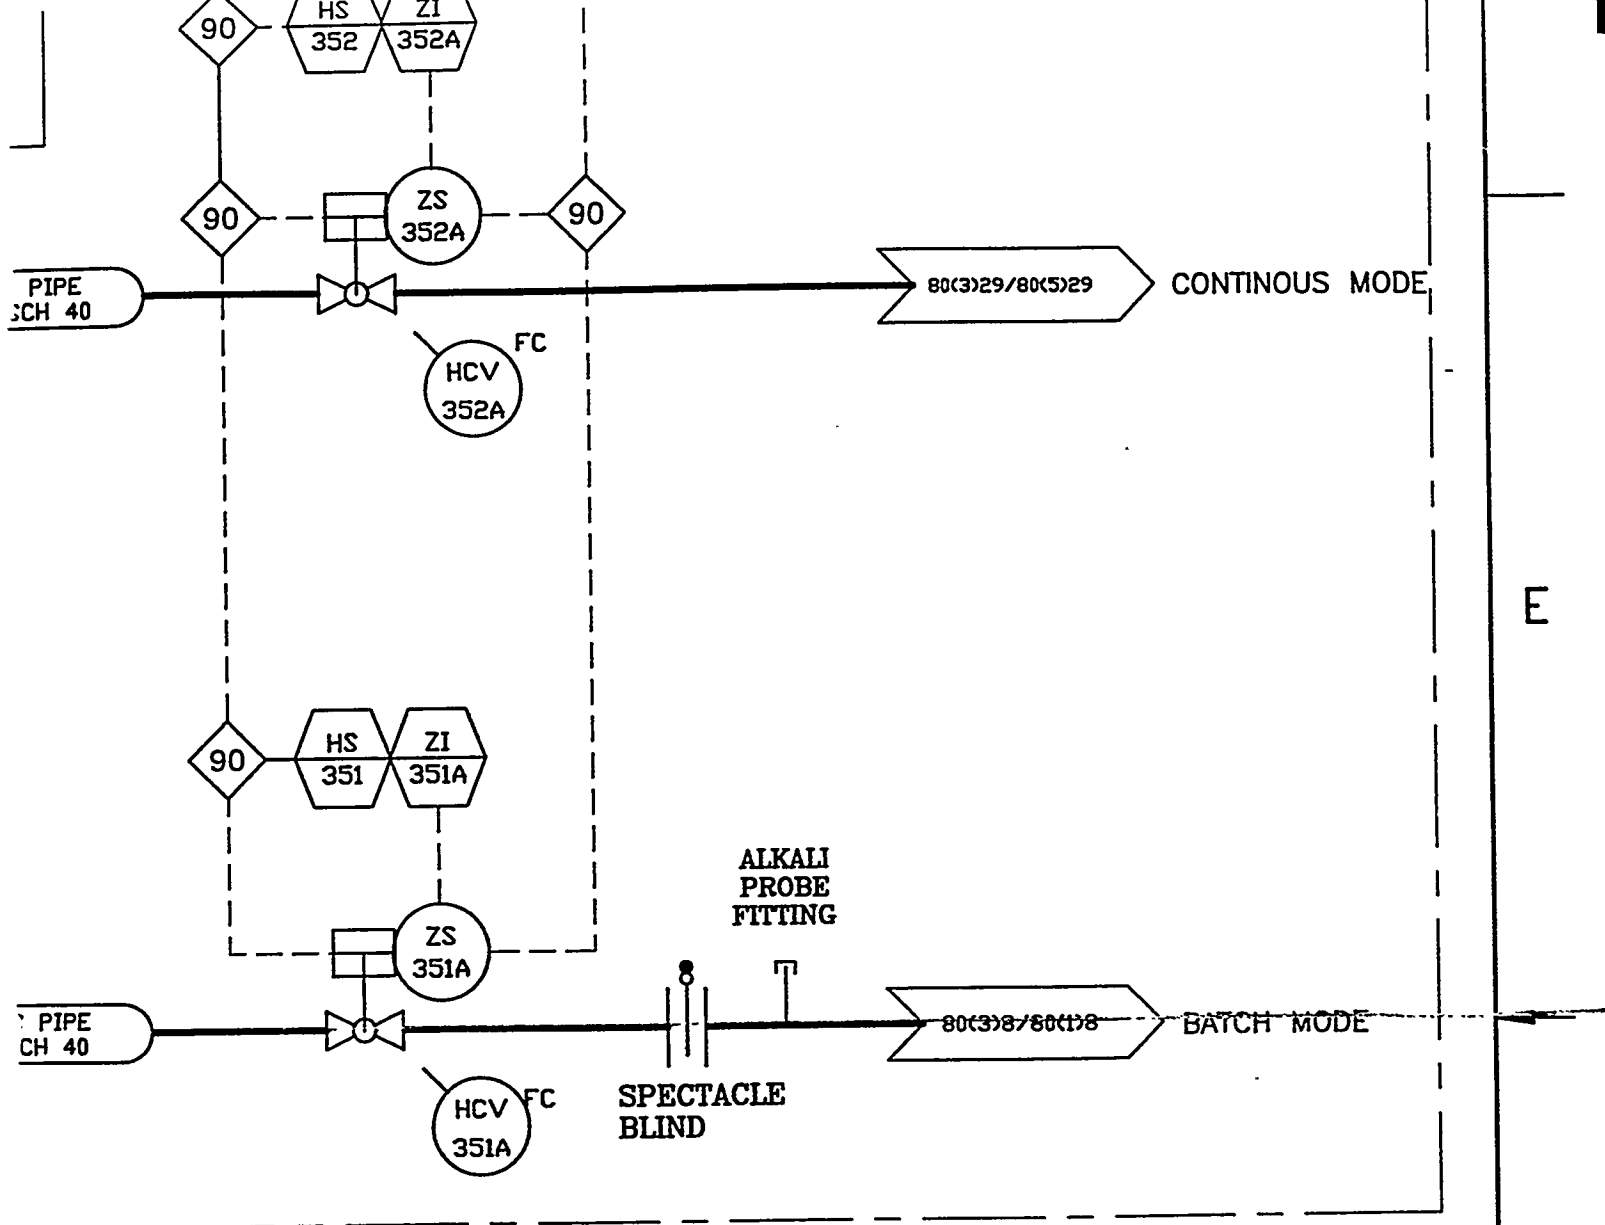 90
HS
352
ZI
352A
90
ZS
352A
90
PIPE
SCH 40
80(3)29/80(5)29
CONTINOUS MODE
FC
HCV
352A
E
90
HS
351
ZI
351A
ALKALI
PROBE
FITTING
ZS
351A
PIPE
CH 40
80(3)8/80(1)8
BATCH MODE
FC
HCV
351A
SPECTACLE
BLIND